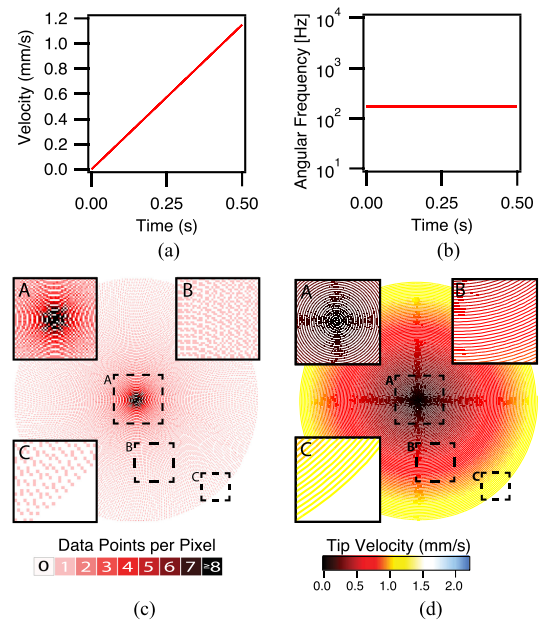 (a)
(b)
1.2
1.0
0.8
0.6
0.4
0.2
0.0
Velocity (mm/s)
0.00 0.25 0.50
Time (s)
(a)
10^4
10^3
10^2
10^1
Angular Frequency [Hz]
0.00 0.25 0.50
Time (s)
(b)
A
B
A
B
C
C
0 1 2 3 4 5 6 7 ≥8
Data Points per Pixel
(c)
A
B
A
B
C
C
Tip Velocity (mm/s)
0.0 0.5 1.0 1.5 2.0
(d)